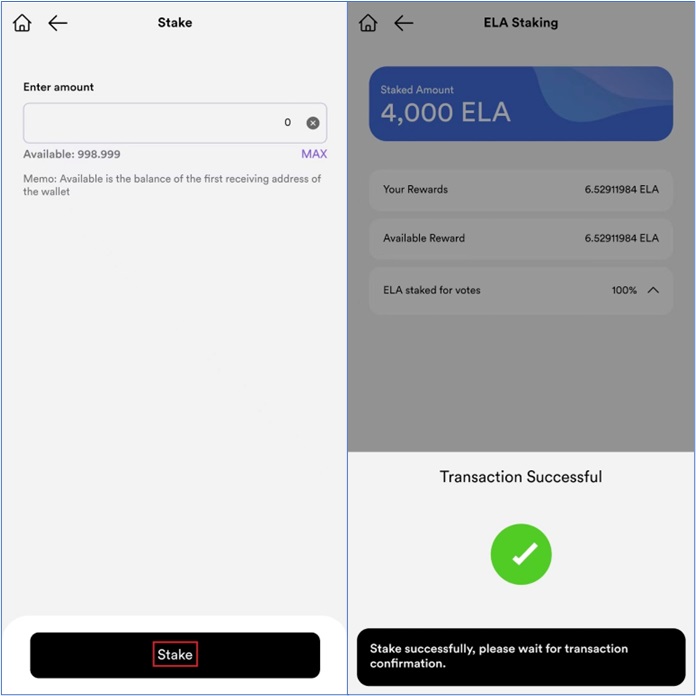 Stake
Enter amount
0
Available: 998.999
MAX
Memo: Available is the balance of the first receiving address of
the wallet
Stake
ELA Staking
Staked Amount
4,000 ELA
Your Rewards
6.52911984 ELA
Available Reward
6.52911984 ELA
ELA staked for votes
100%
Transaction Successful
Stake successfully, please wait for transaction
confirmation.